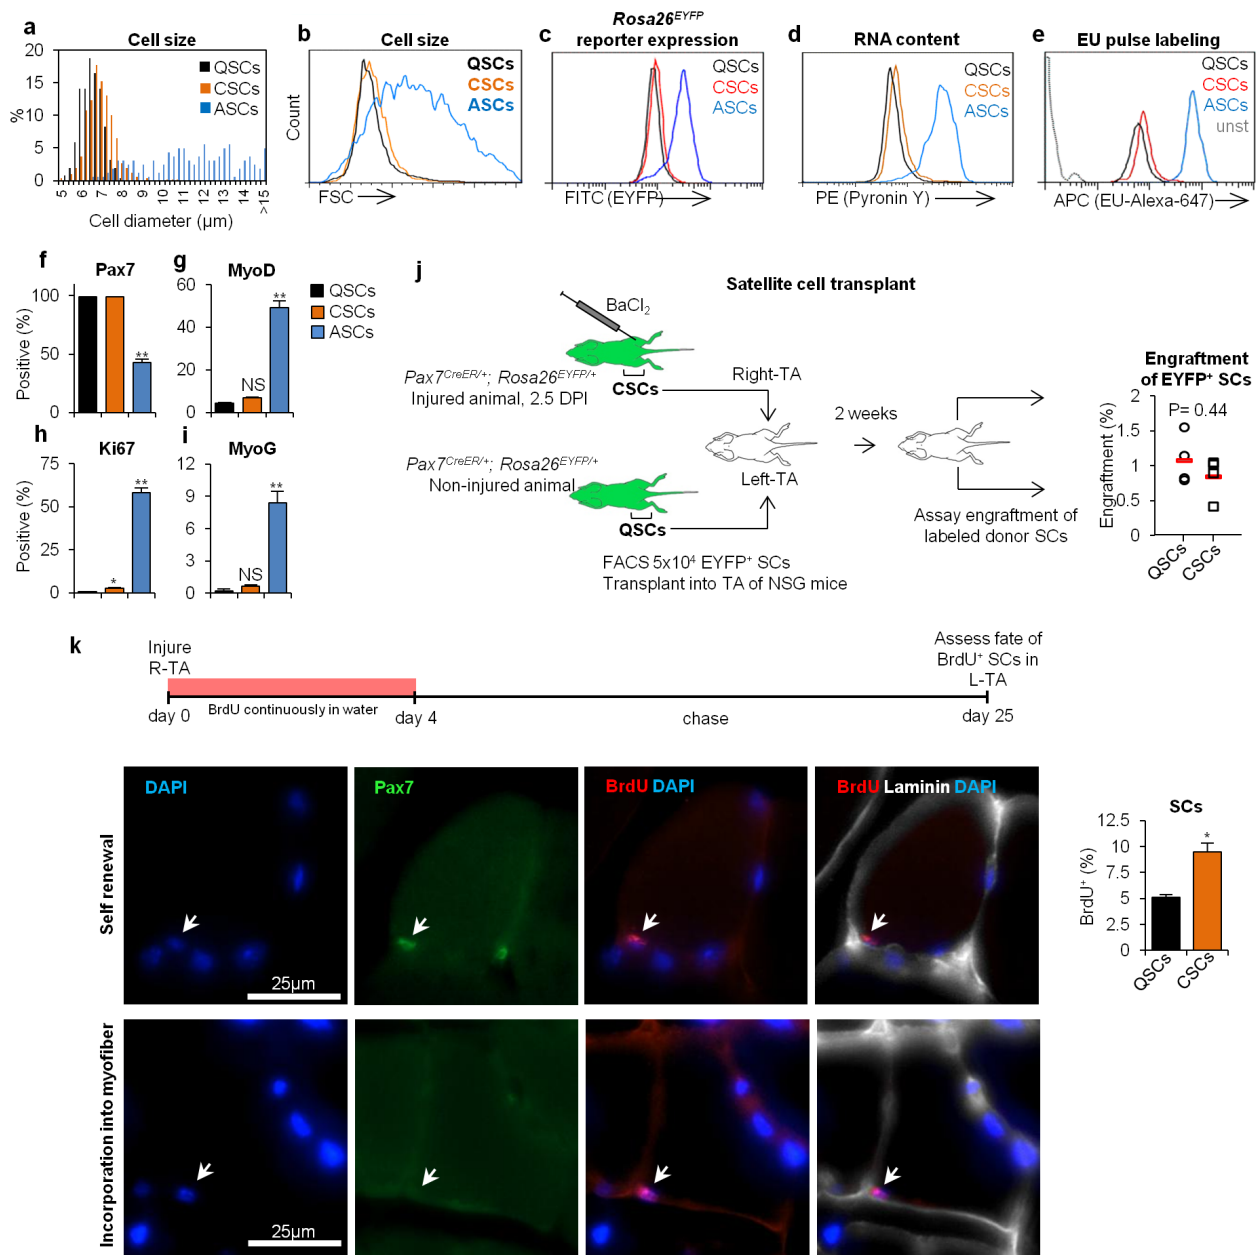 a
Cell size
20
15
10
5
0
%
QSCs
CSCs
ASCs
5
6
7
8
9
10
11
12
13
14
>15
Cell diameter (µm)
b
Cell size
QSCs
CSCs
ASCs
Count
FSC
c
Rosa26EYFP
reporter expression
QSCs
CSCs
ASCs
FITC (EYFP)
d
RNA content
QSCs
CSCs
ASCs
PE (Pyronin Y)
e
EU pulse labeling
QSCs
CSCs
ASCs
unst
APC (EU-Alexa-647)
f
Pax7
Positive (%)
100
50
0
**
g
MyoD
60
40
20
0
NS
**
QSCs
CSCs
ASCs
h
Ki67
Positive (%)
75
50
25
0
*
**
i
MyoG
12
9
6
3
0
NS
**
j
Satellite cell transplant
BaCl2
Pax7CreER/+; Rosa26EYFP/+
Injured animal, 2.5 DPI
CSCs
Right-TA
Pax7CreER/+; Rosa26EYFP/+
Non-injured animal
QSCs
Left-TA
FACS 5x10⁴ EYFP⁺ SCs
Transplant into TA of NSG mice
2 weeks
Assay engraftment of
labeled donor SCs
Engraftment
of EYFP⁺ SCs
Engraftment (%)
2
1.5
1
0.5
0
P= 0.44
QSCs
CSCs
k
Injure
R-TA
Assess fate of
BrdU⁺ SCs in
L-TA
day 0
BrdU continuously in water
day 4
chase
day 25
Self renewal
DAPI
25µm
Pax7
BrdU DAPI
BrdU Laminin DAPI
SCs
BrdU⁺ (%)
12.5
10
7.5
5
2.5
0
*
QSCs
CSCs
Incorporation into myofiber
25µm